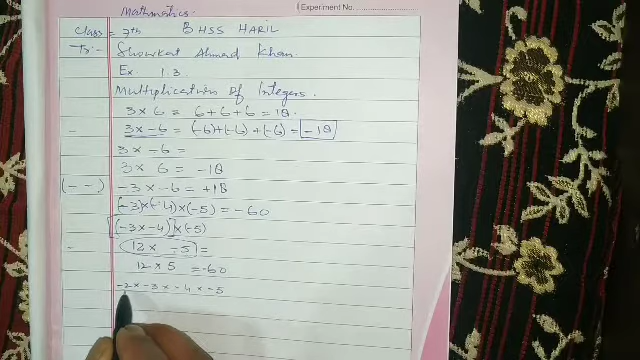 Mathmatics.
Experiment No.
Class = 7th BHSS HARIL
Tr:- Showkat Ahmad Khan.
Ex 1.3
Multiplication of Integers.
3 x 6 = 6 + 6 + 6 = 18.
- 3 x -6 = (-6) + (-6) + (-6) = -18
3 x -6 =
3 x 6 = -18
(- -) -3 x -6 = +18
(-3) x (-4) x (-5) = -60
[(-3 x -4)] x (-5)
- 12 x -5) =
12 x 5 = -60
-2 x -3 x -4 x -5